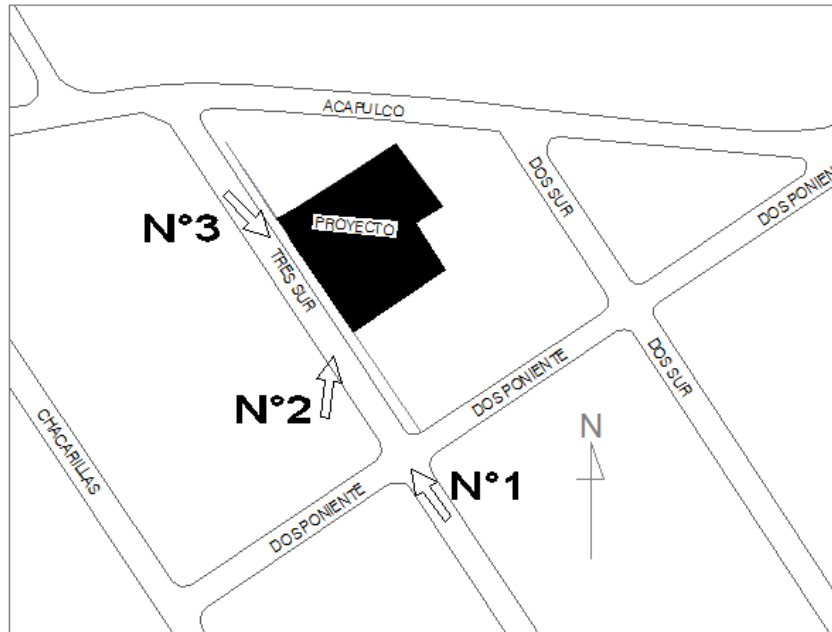 ACAPULCO
DOS SUR
DOS PONIENTE
N°3
PROYECTO
TRES SUR
N°2
DOS PONIENTE
DOS SUR
CHACARILLAS
N
N°1
DOS PONIENTE